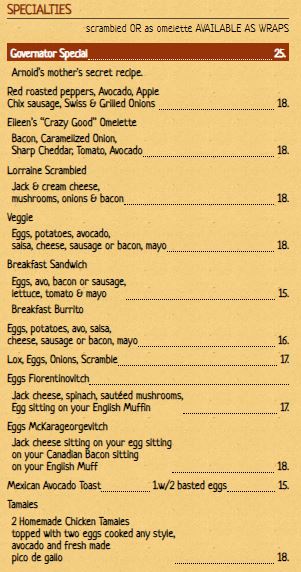 SPECIALTIES
scrambled OR as omelette AVAILABLE AS WRAPS
Governator Special 25.
Arnold's mother's secret recipe.
Red roasted peppers, Avocado, Apple
Chix sausage, Swiss & Grilled Onions 18.
Eileen's "Crazy Good" Omelette
Bacon, Caramelized Onion,
Sharp Cheddar, Tomato, Avocado 18.
Lorraine Scrambled
Jack & cream cheese,
mushrooms, onions & bacon 18.
Veggie
Eggs, potatoes, avocado,
salsa, cheese, sausage or bacon, mayo 18.
Breakfast Sandwich
Eggs, avo, bacon or sausage,
lettuce, tomato & mayo 15.
Breakfast Burrito
Eggs, potatoes, avo, salsa,
cheese, sausage or bacon, mayo 16.
Lox, Eggs, Onions, Scramble 17.
Eggs Florentinovitch
Jack cheese, spinach, sautéed mushrooms,
Egg sitting on your English Muffin 17.
Eggs McKarageorgevitch
Jack cheese sitting on your egg sitting
on your Canadian Bacon sitting
on your English Muff 18.
Mexican Avocado Toast 1.w/2 basted eggs 15.
Tamales
2 Homemade Chicken Tamales
topped with two eggs cooked any style,
avocado and fresh made
pico de gallo 18.